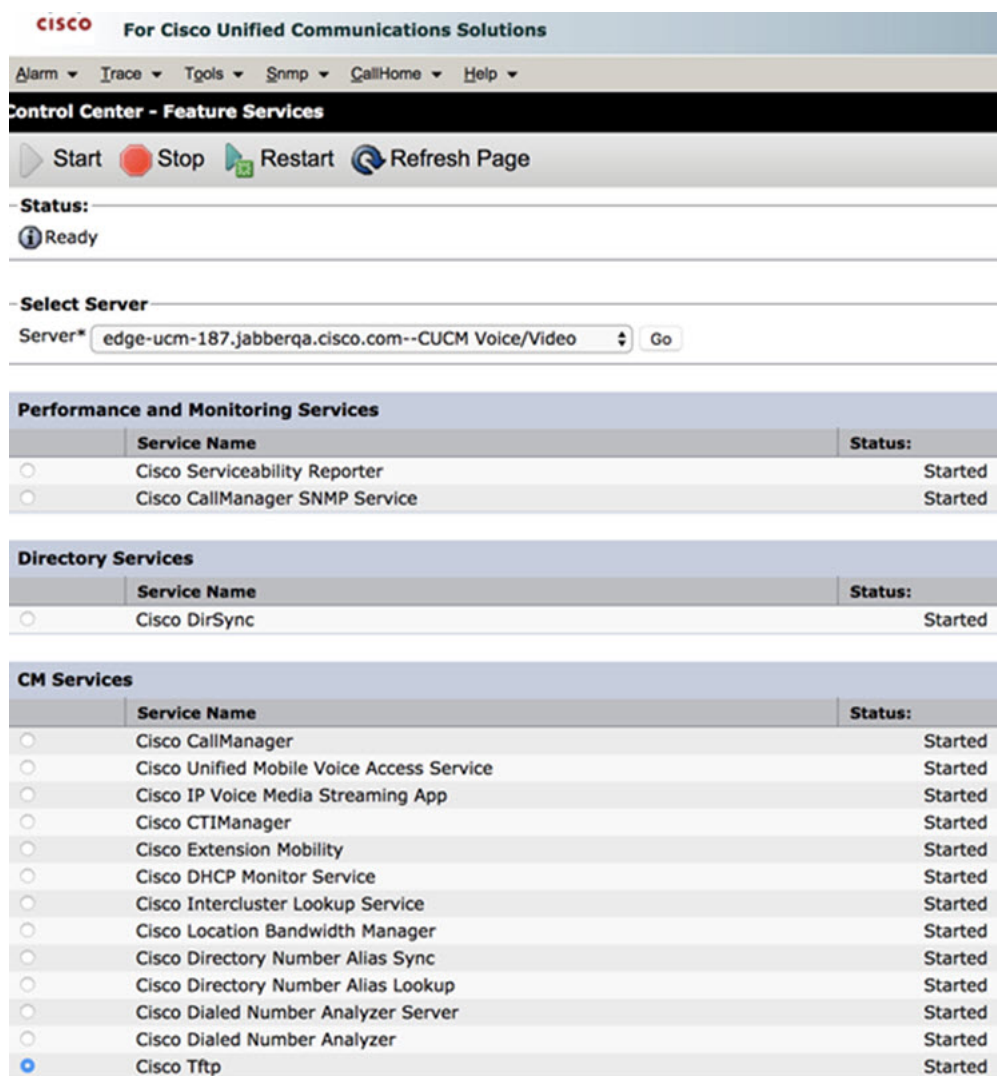 CISCO For Cisco Unified Communications Solutions
Alarm Trace Tools Snmp CallHome Help
Control Center - Feature Services
Start Stop Restart Refresh Page
Status:
Ready
Select Server
Server* edge-ucm-187.jabberqa.cisco.com--CUCM Voice/Video Go
Performance and Monitoring Services
Service Name Status:
Cisco Serviceability Reporter Started
Cisco CallManager SNMP Service Started
Directory Services
Service Name Status:
Cisco DirSync Started
CM Services
Service Name Status:
Cisco CallManager Started
Cisco Unified Mobile Voice Access Service Started
Cisco IP Voice Media Streaming App Started
Cisco CTIManager Started
Cisco Extension Mobility Started
Cisco DHCP Monitor Service Started
Cisco Intercluster Lookup Service Started
Cisco Location Bandwidth Manager Started
Cisco Directory Number Alias Sync Started
Cisco Directory Number Alias Lookup Started
Cisco Dialed Number Analyzer Server Started
Cisco Dialed Number Analyzer Started
Cisco Tftp Started